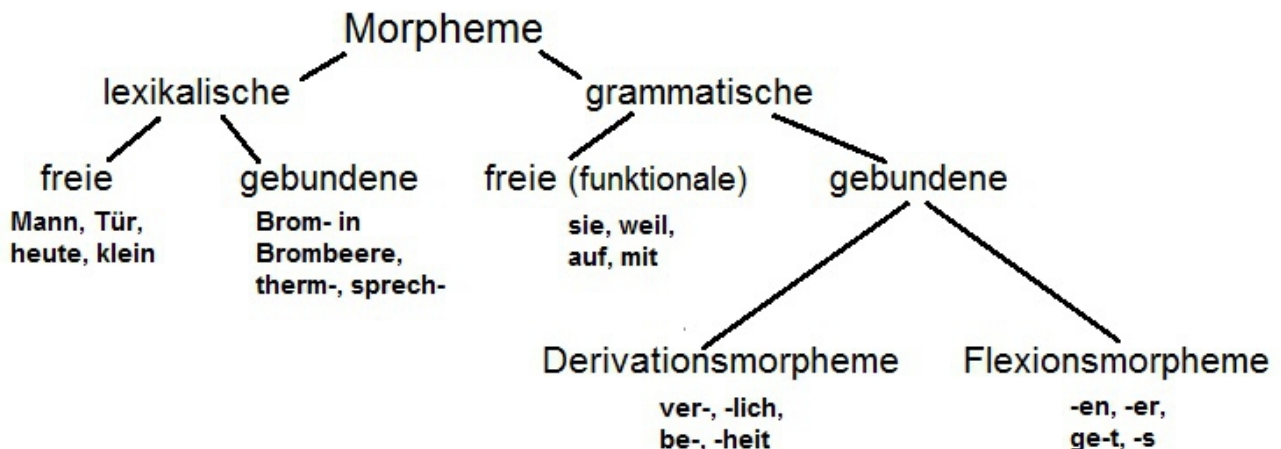 Morpheme
lexikalische
grammatische
freie
gebundene
freie (funktionale)
gebundene
Mann, Tür,
heute, klein
Brom- in
Brombeere,
therm-, sprech-
sie, weil,
auf, mit
Derivationsmorpheme
Flexionsmorpheme
ver-, -lich,
be-, -heit
-en, -er,
ge-t, -s